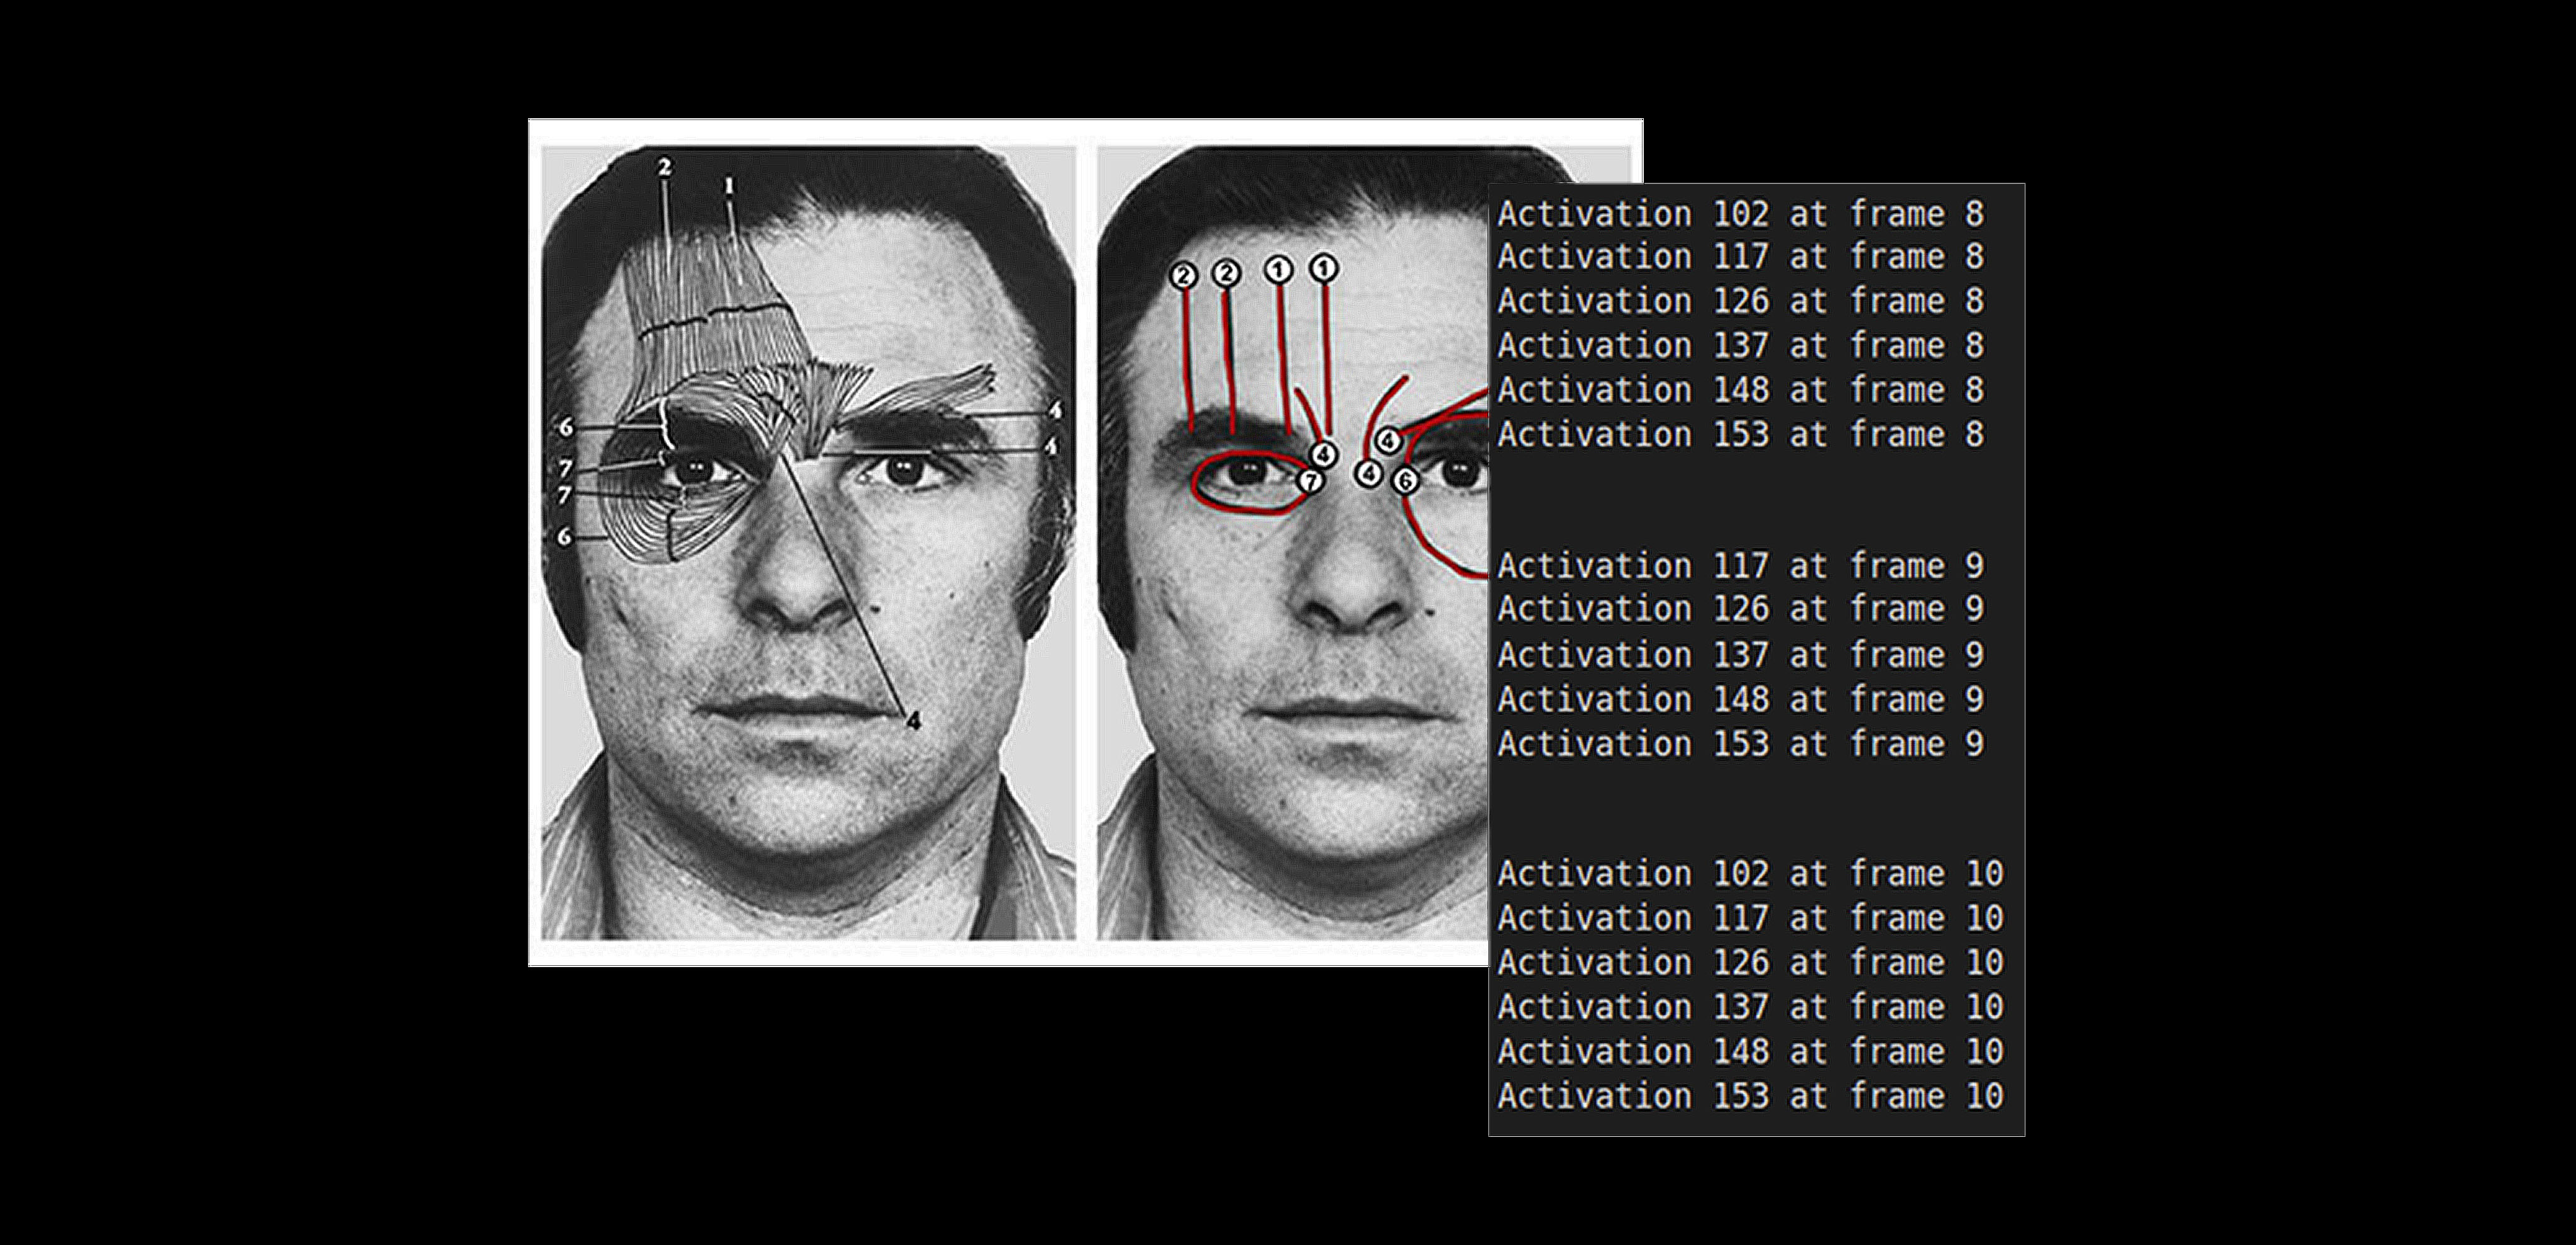 2
1
6
7
7
6
4
4
4
2 2 1 1
4
7
4
4
6
Activation 102 at frame 8
Activation 117 at frame 8
Activation 126 at frame 8
Activation 137 at frame 8
Activation 148 at frame 8
Activation 153 at frame 8
Activation 117 at frame 9
Activation 126 at frame 9
Activation 137 at frame 9
Activation 148 at frame 9
Activation 153 at frame 9
Activation 102 at frame 10
Activation 117 at frame 10
Activation 126 at frame 10
Activation 137 at frame 10
Activation 148 at frame 10
Activation 153 at frame 10